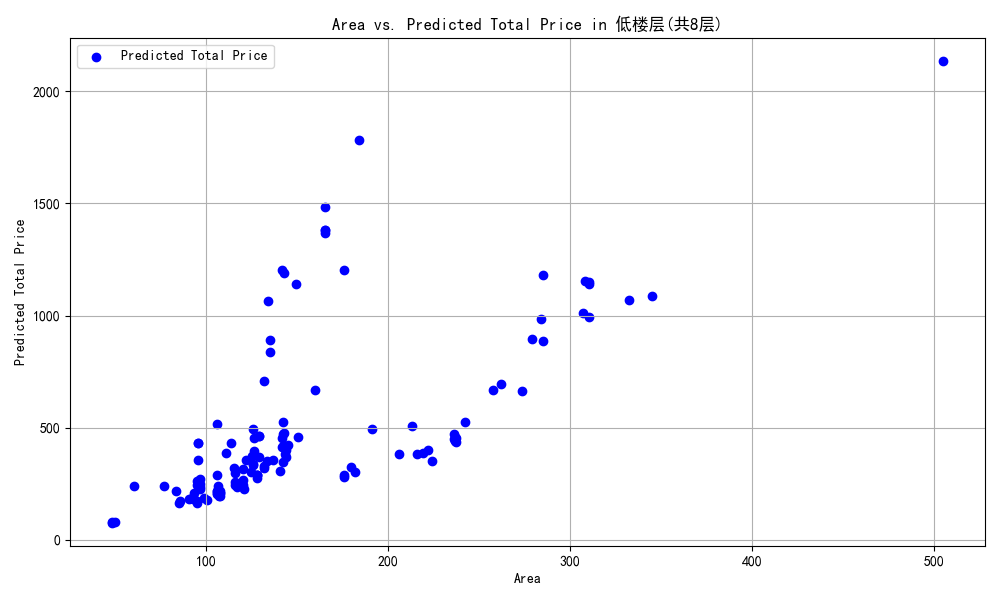 Area vs. Predicted Total Price in 低楼层(共8层)
Predicted Total Price
Predicted Total Price
2000
1500
1000
500
0
100
200
300
400
500
Area